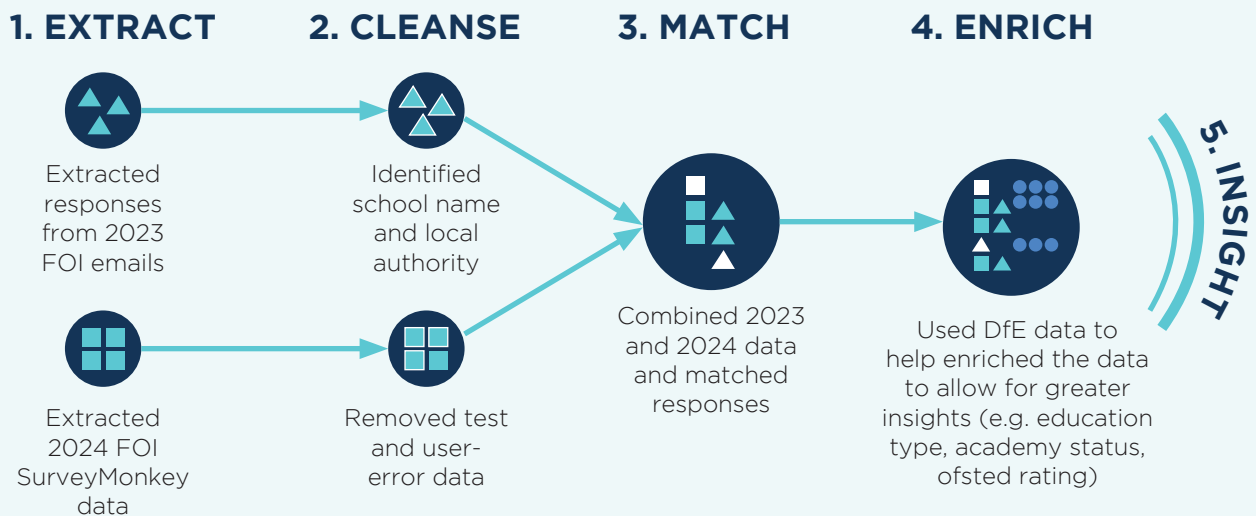 1. EXTRACT
2. CLEANSE
3. MATCH
4. ENRICH
Extracted
responses
from 2023
FOI emails
Identified
school name
and local
authority
Extracted
2024 FOI
SurveyMonkey
data
Removed test
and user-
error data
Combined 2023
and 2024 data
and matched
responses
Used DfE data to
help enriched the data
to allow for greater
insights (e.g. education
type, academy status,
ofsted rating)
5. INSIGHT